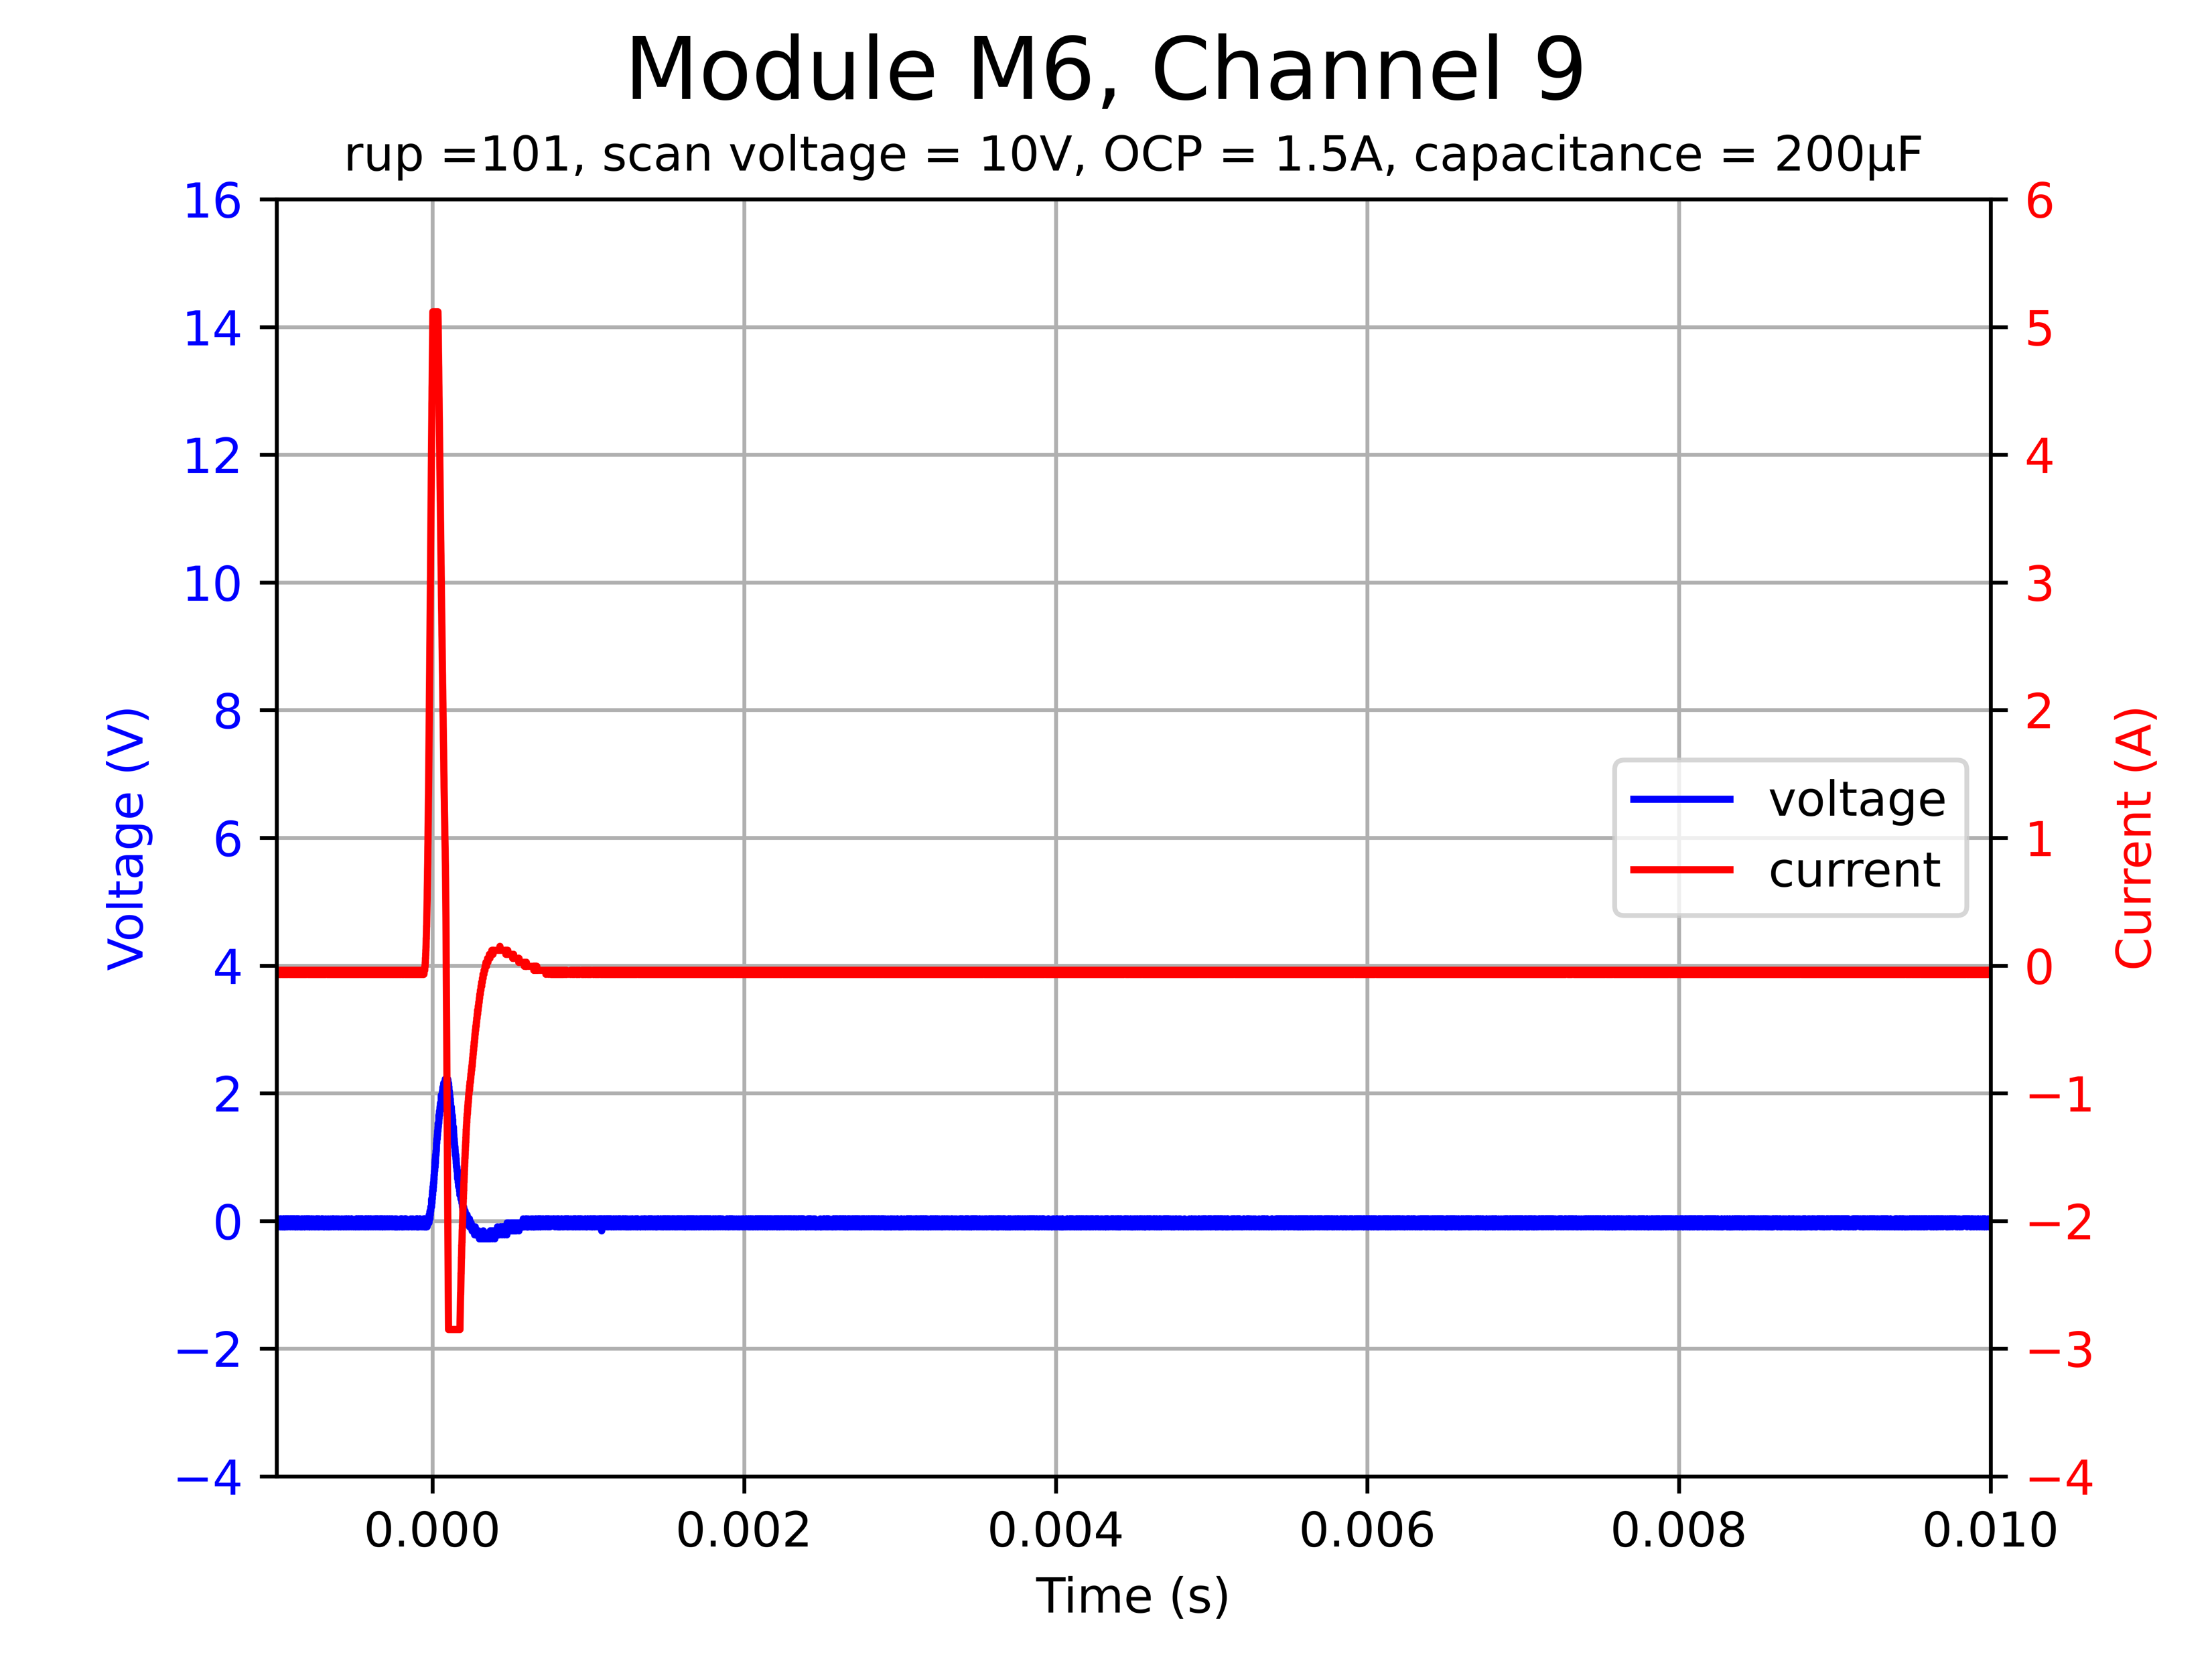 Module M6, Channel 9
rup =101, scan voltage = 10V, OCP = 1.5A, capacitance = 200µF
16
14
12
10
8
6
4
2
0
−2
−4
Voltage (V)
6
5
4
3
2
1
0
−1
−2
−3
−4
Current (A)
voltage
current
0.000 0.002 0.004 0.006 0.008 0.010
Time (s)